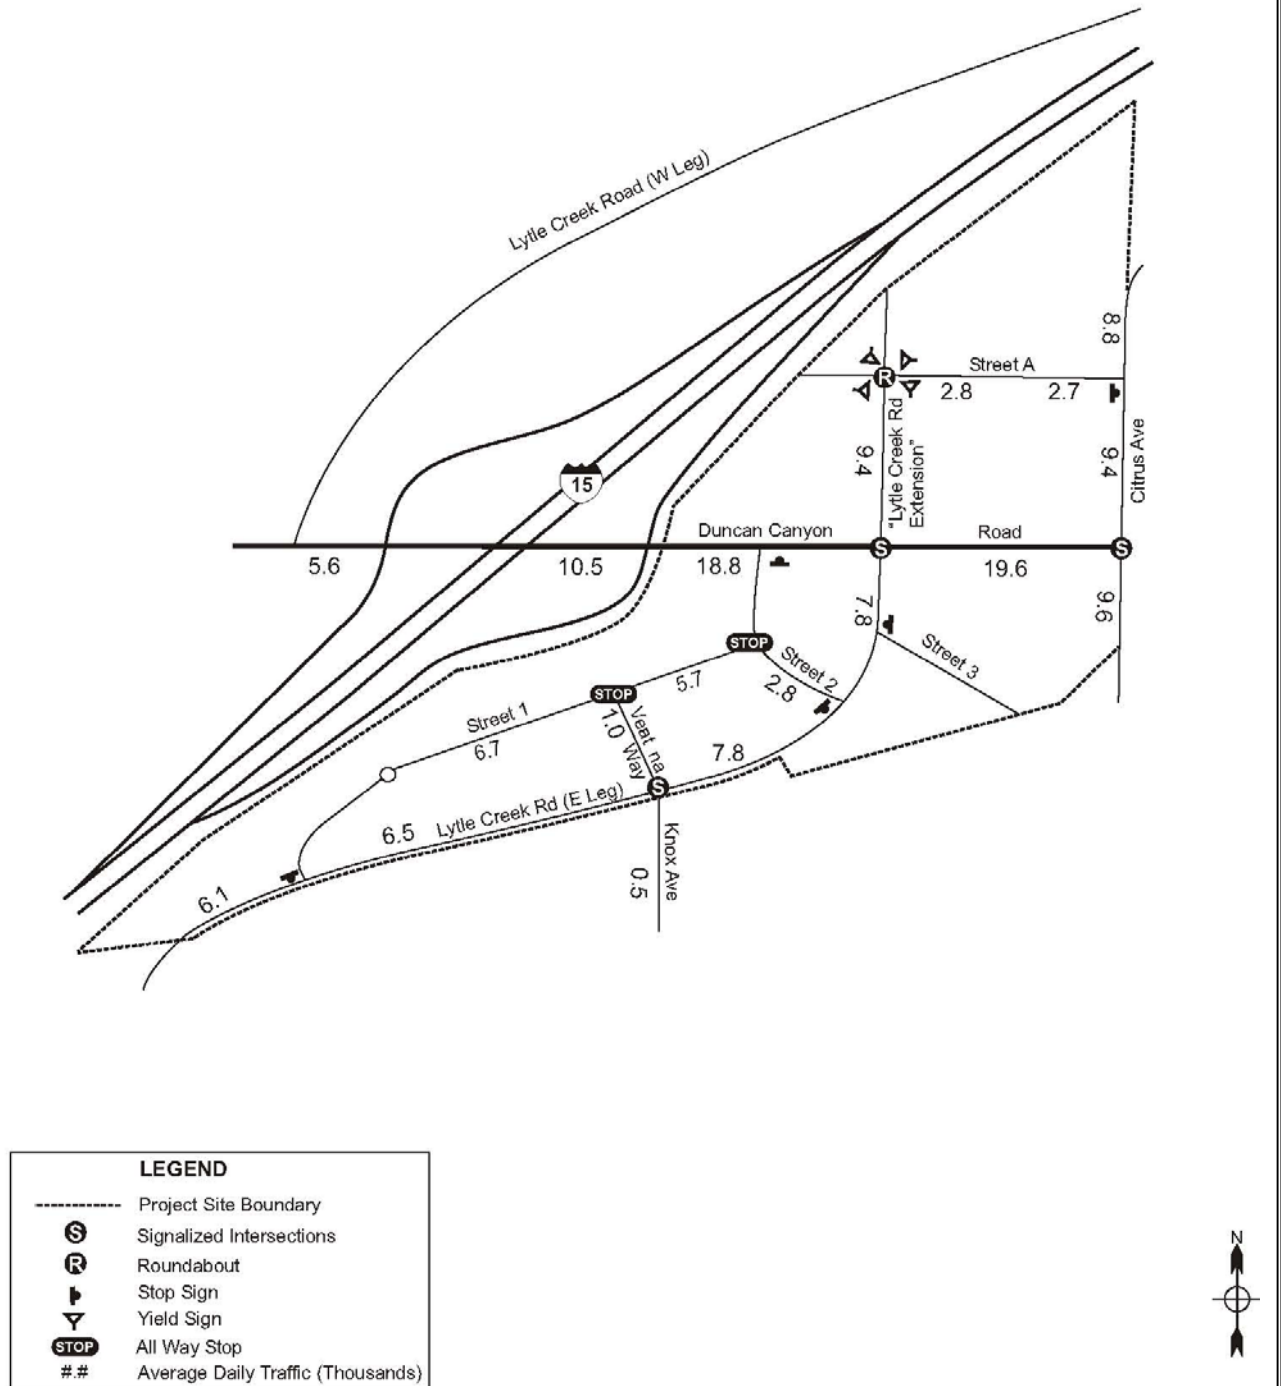 Lytle Creek Road (W Leg)
8.8
Street A
R
2.8
2.7
"Lytle Creek Rd
Extension"
9.4
9.4
Citrus Ave
15
Duncan Canyon
Road
S
S
5.6
10.5
18.8
19.6
7.8
9.6
STOP
Street 2
2.8
Street 3
5.7
STOP
Street 1
6.7
1.0
Veat na
Way
7.8
S
Lytle Creek Rd (E Leg)
6.5
Knox Ave
0.5
6.1
LEGEND
Project Site Boundary
S Signalized Intersections
R Roundabout
Stop Sign
Yield Sign
STOP All Way Stop
#.# Average Daily Traffic (Thousands)
N